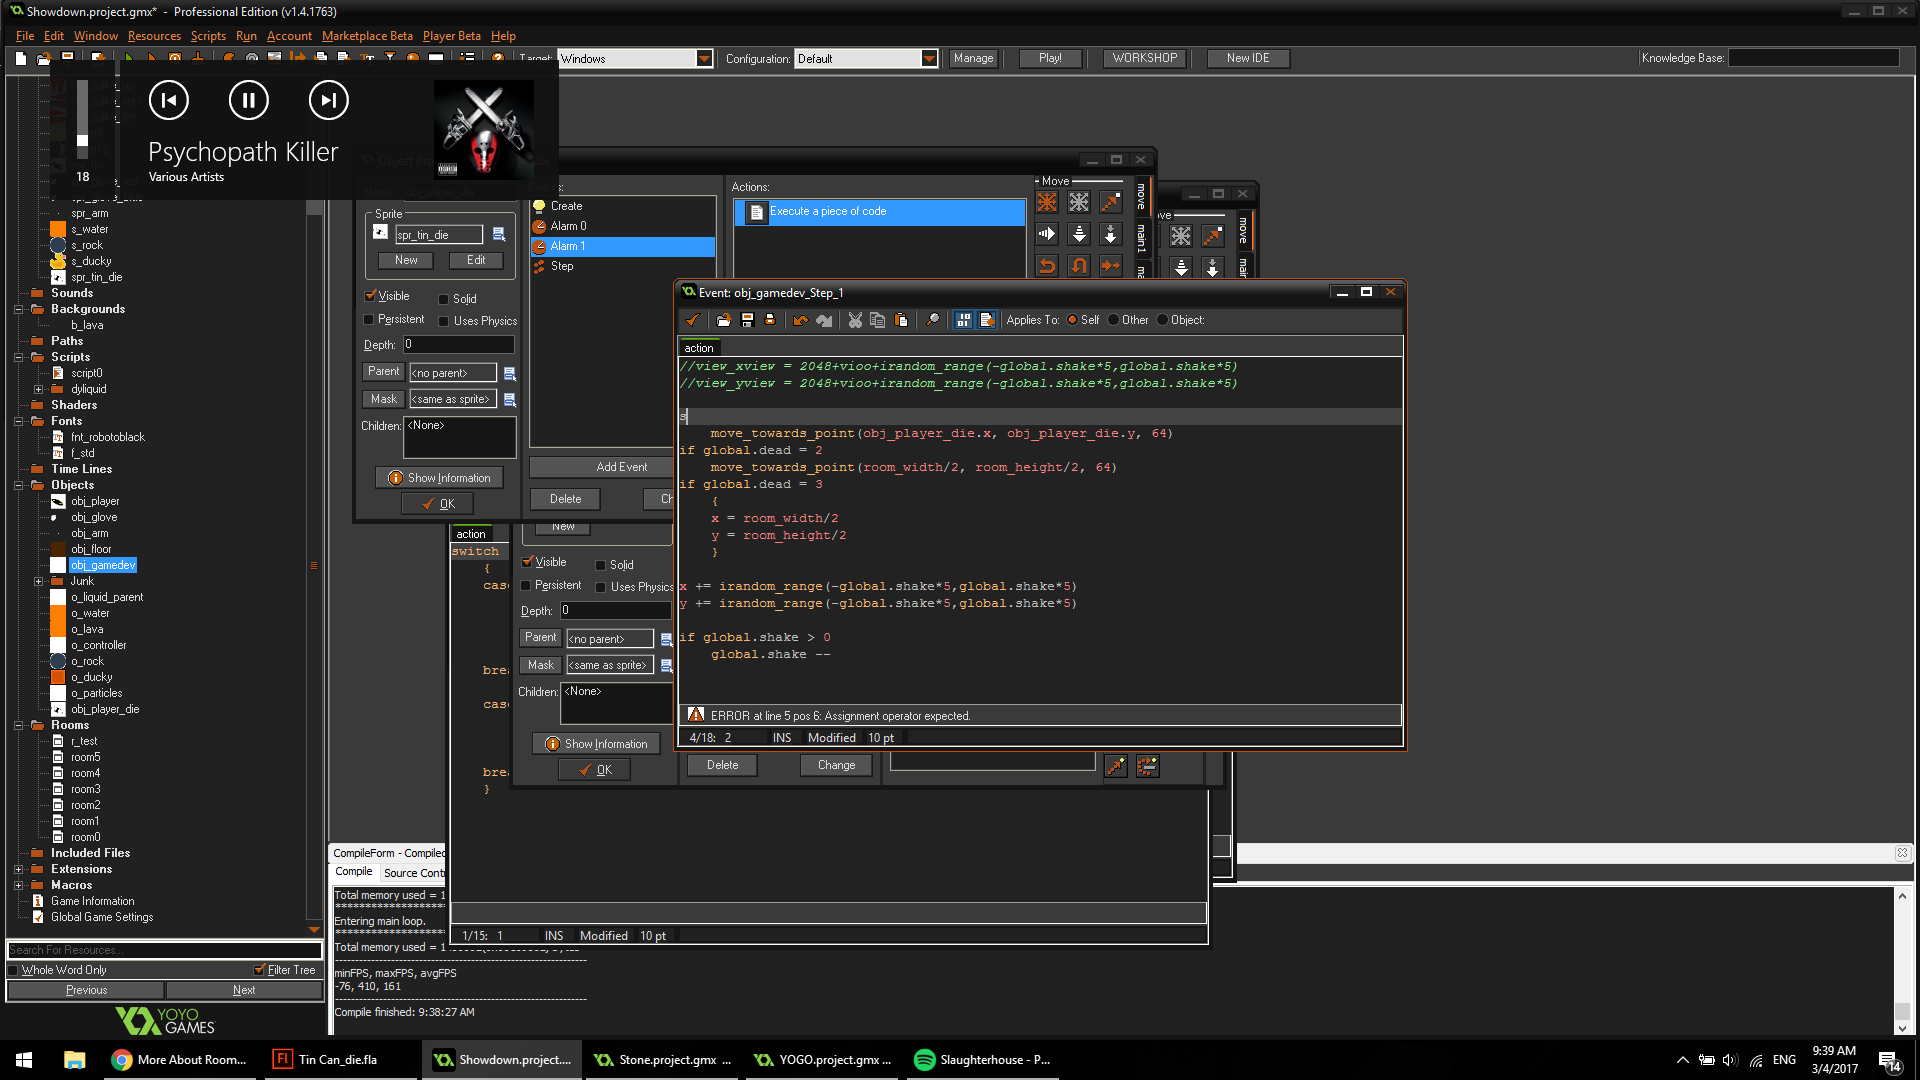 Showdown.project.gmx* - Professional Edition (v1.4.1763)
File Edit Window Resources Scripts Run Account Marketplace Beta Player Beta Help
Target: Windows
Configuration: Default
Manage
Play!
WORKSHOP
New IDE
Knowledge Base:
18
Psychopath Killer
Various Artists
spr_arm
s_water
s_rock
s_ducky
spr_tin_die
Sounds
Backgrounds
b_lava
Paths
Scripts
script0
dyliquid
Shaders
Fonts
fnt_robotoblack
f_std
Time Lines
Objects
obj_player
obj_glove
obj_arm
obj_floor
obj_gamedev
Junk
o_liquid_parent
o_water
o_lava
o_controller
o_rock
o_ducky
o_particles
obj_player_die
Rooms
r_test
room5
room4
room3
room2
room1
room0
Included Files
Extensions
Macros
Game Information
Global Game Settings
Search For Resources...
Whole Word Only
Filter Tree
Previous
Next
YOYO
GAMES
Sprite
spr_tin_die
New
Edit
Visible
Solid
Persistent
Uses Physics
Depth: 0
Parent
<no parent>
Mask
<same as sprite>
Children:
<None>
Show Information
OK
Create
Alarm 0
Alarm 1
Step
Add Event
Delete
Actions:
Execute a piece of code
Move
move
main1
move
Event: obj_gamedev_Step_1
Applies To: Self Other Object:
action
//view_xview = 2048+vioo+irandom_range(-global.shake*5,global.shake*5)
//view_yview = 2048+vioo+irandom_range(-global.shake*5,global.shake*5)
s
move_towards_point(obj_player_die.x, obj_player_die.y, 64)
if global.dead = 2
move_towards_point(room_width/2, room_height/2, 64)
if global.dead = 3
{
x = room_width/2
y = room_height/2
}
x += irandom_range(-global.shake*5,global.shake*5)
y += irandom_range(-global.shake*5,global.shake*5)
if global.shake > 0
global.shake --
ERROR at line 5 pos 6: Assignment operator expected.
4/18: 2
INS
Modified
10 pt
action
switch
{
cas
brea
cas
brea
}
1/15: 1
INS
Modified
10 pt
New
Visible
Solid
Persistent
Uses Physics
Depth: 0
Parent
<no parent>
Mask
<same as sprite>
Children:
<None>
Show Information
OK
Delete
Change
CompileForm - Compiled
Compile
Source Contr
Total memory used = 1
********************
Entering main loop.
********************
Total memory used =
minFPS, maxFPS, avgFPS
-76, 410, 161
Compile finished: 9:38:27 AM
More About Room...
Tin Can_die.fla
Showdown.project....
Stone.project.gmx ...
YOGO.project.gmx ...
Slaughterhouse - P...
ENG
9:39 AM
3/4/2017
14